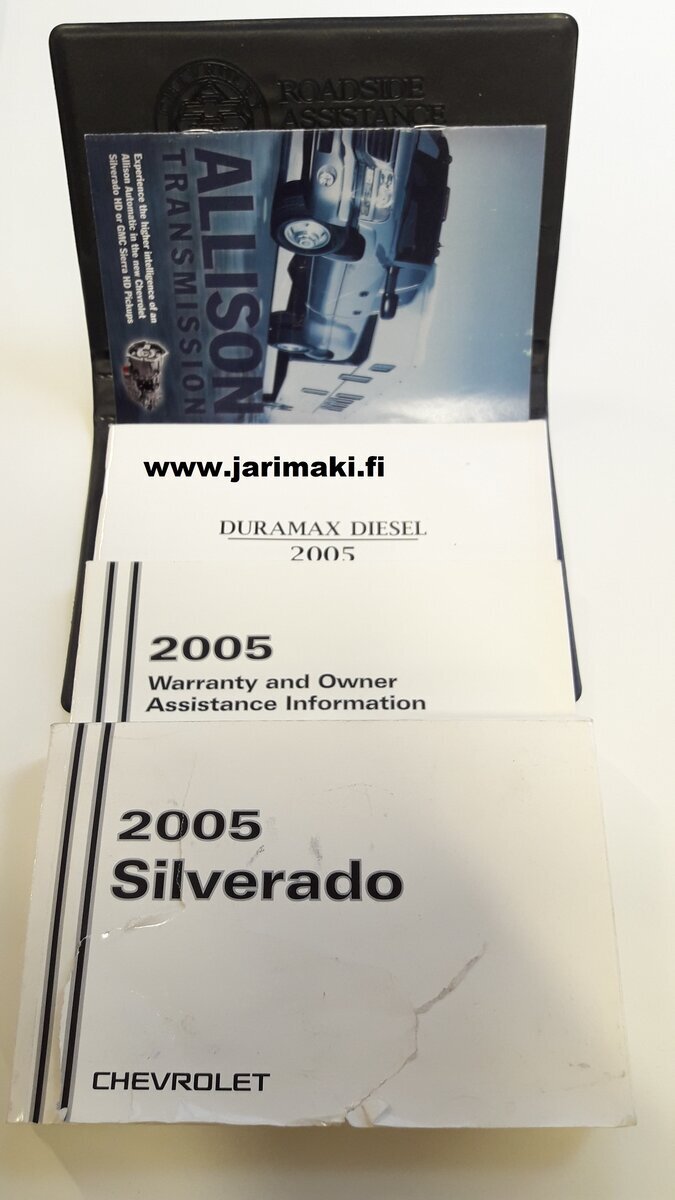 CHEVROLET
ROADSIDE
ASSISTANCE
ALLISON
TRANSMISSION
Experience the higher intelligence of an
Allison Automatic in the new Chevrolet
Silverado HD or GMC Sierra HD Pickups
www.jarimaki.fi
DURAMAX DIESEL
2005
2005
Warranty and Owner
Assistance Information
2005
Silverado
CHEVROLET